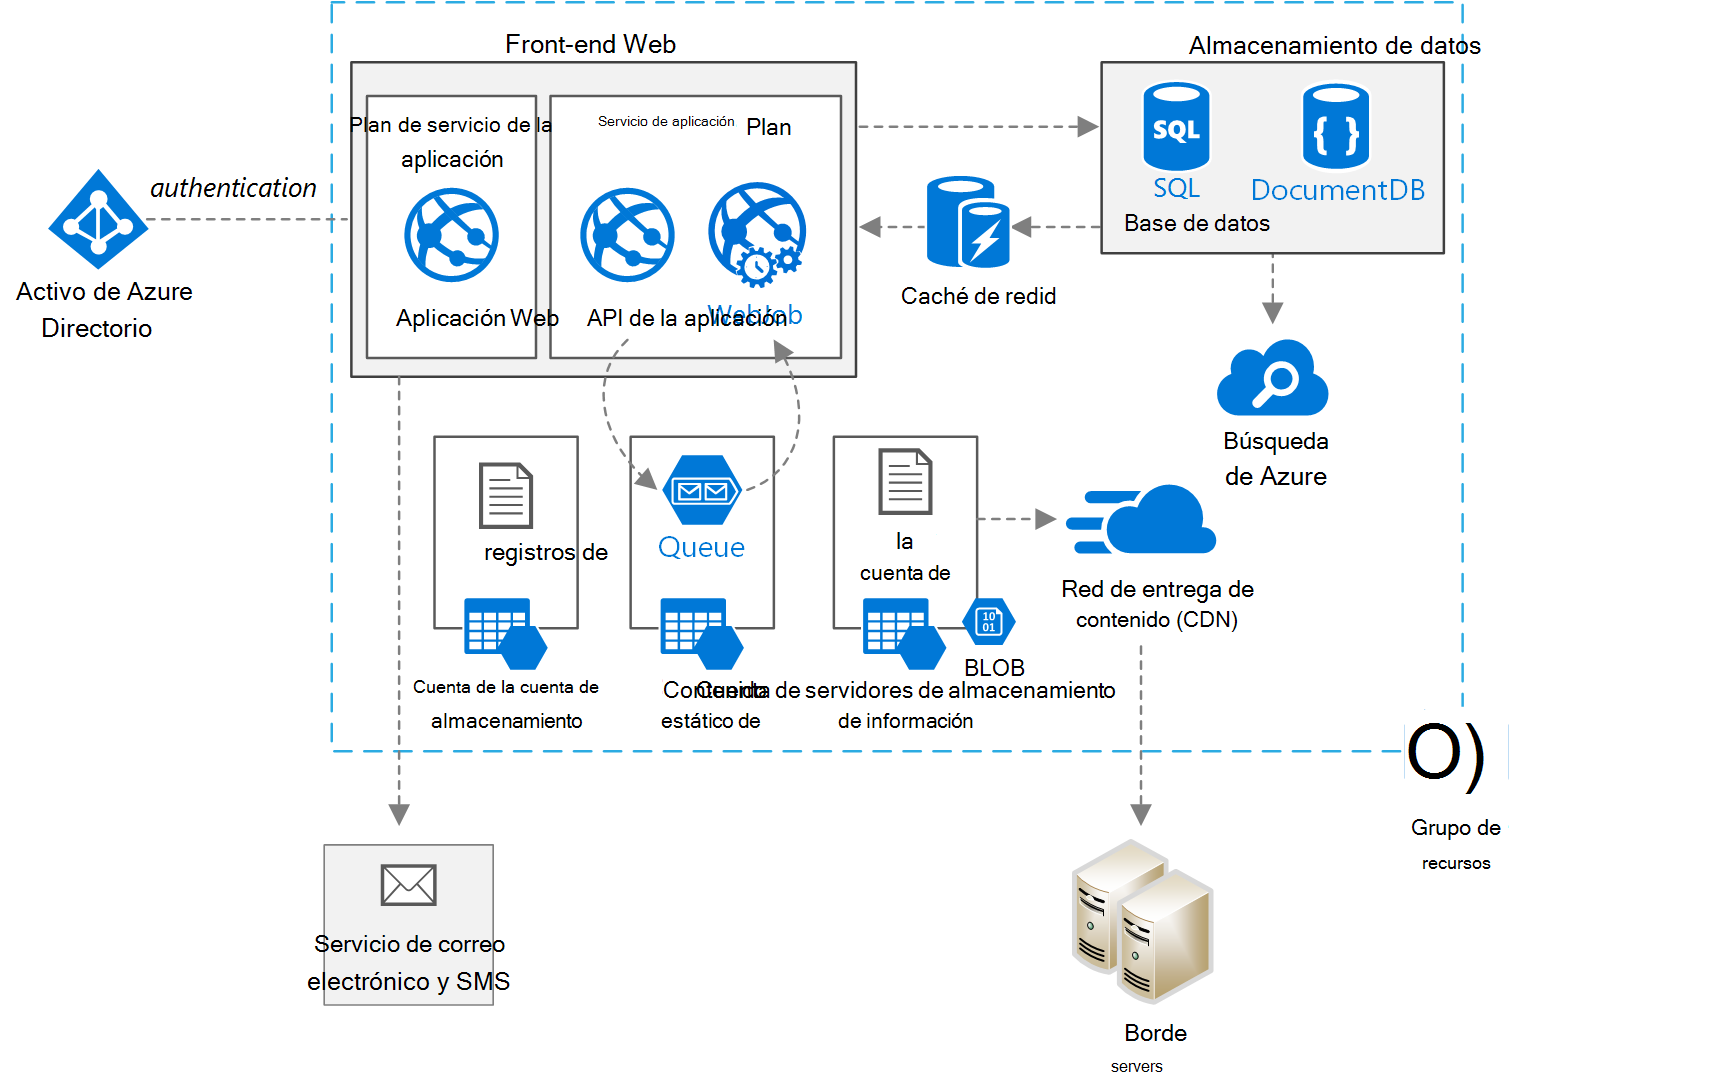 Front-end Web
Almacenamiento de datos
Plan de servicio de la
aplicación
Servicio de aplicación Plan
SQL
{ }
SQL
DocumentDB
Base de datos
authentication
Activo de Azure
Directorio
Aplicación Web
API de la aplicación
WebJob
Caché de redid
Búsqueda
de Azure
registros de
Queue
la
cuenta de
Red de entrega de
contenido (CDN)
10
01
BLOB
Cuenta de la cuenta de
almacenamiento
Contenido
estático de
Cuenta de servidores de almacenamiento
de información
O)
Grupo de
recursos
Servicio de correo
electrónico y SMS
Borde
servers